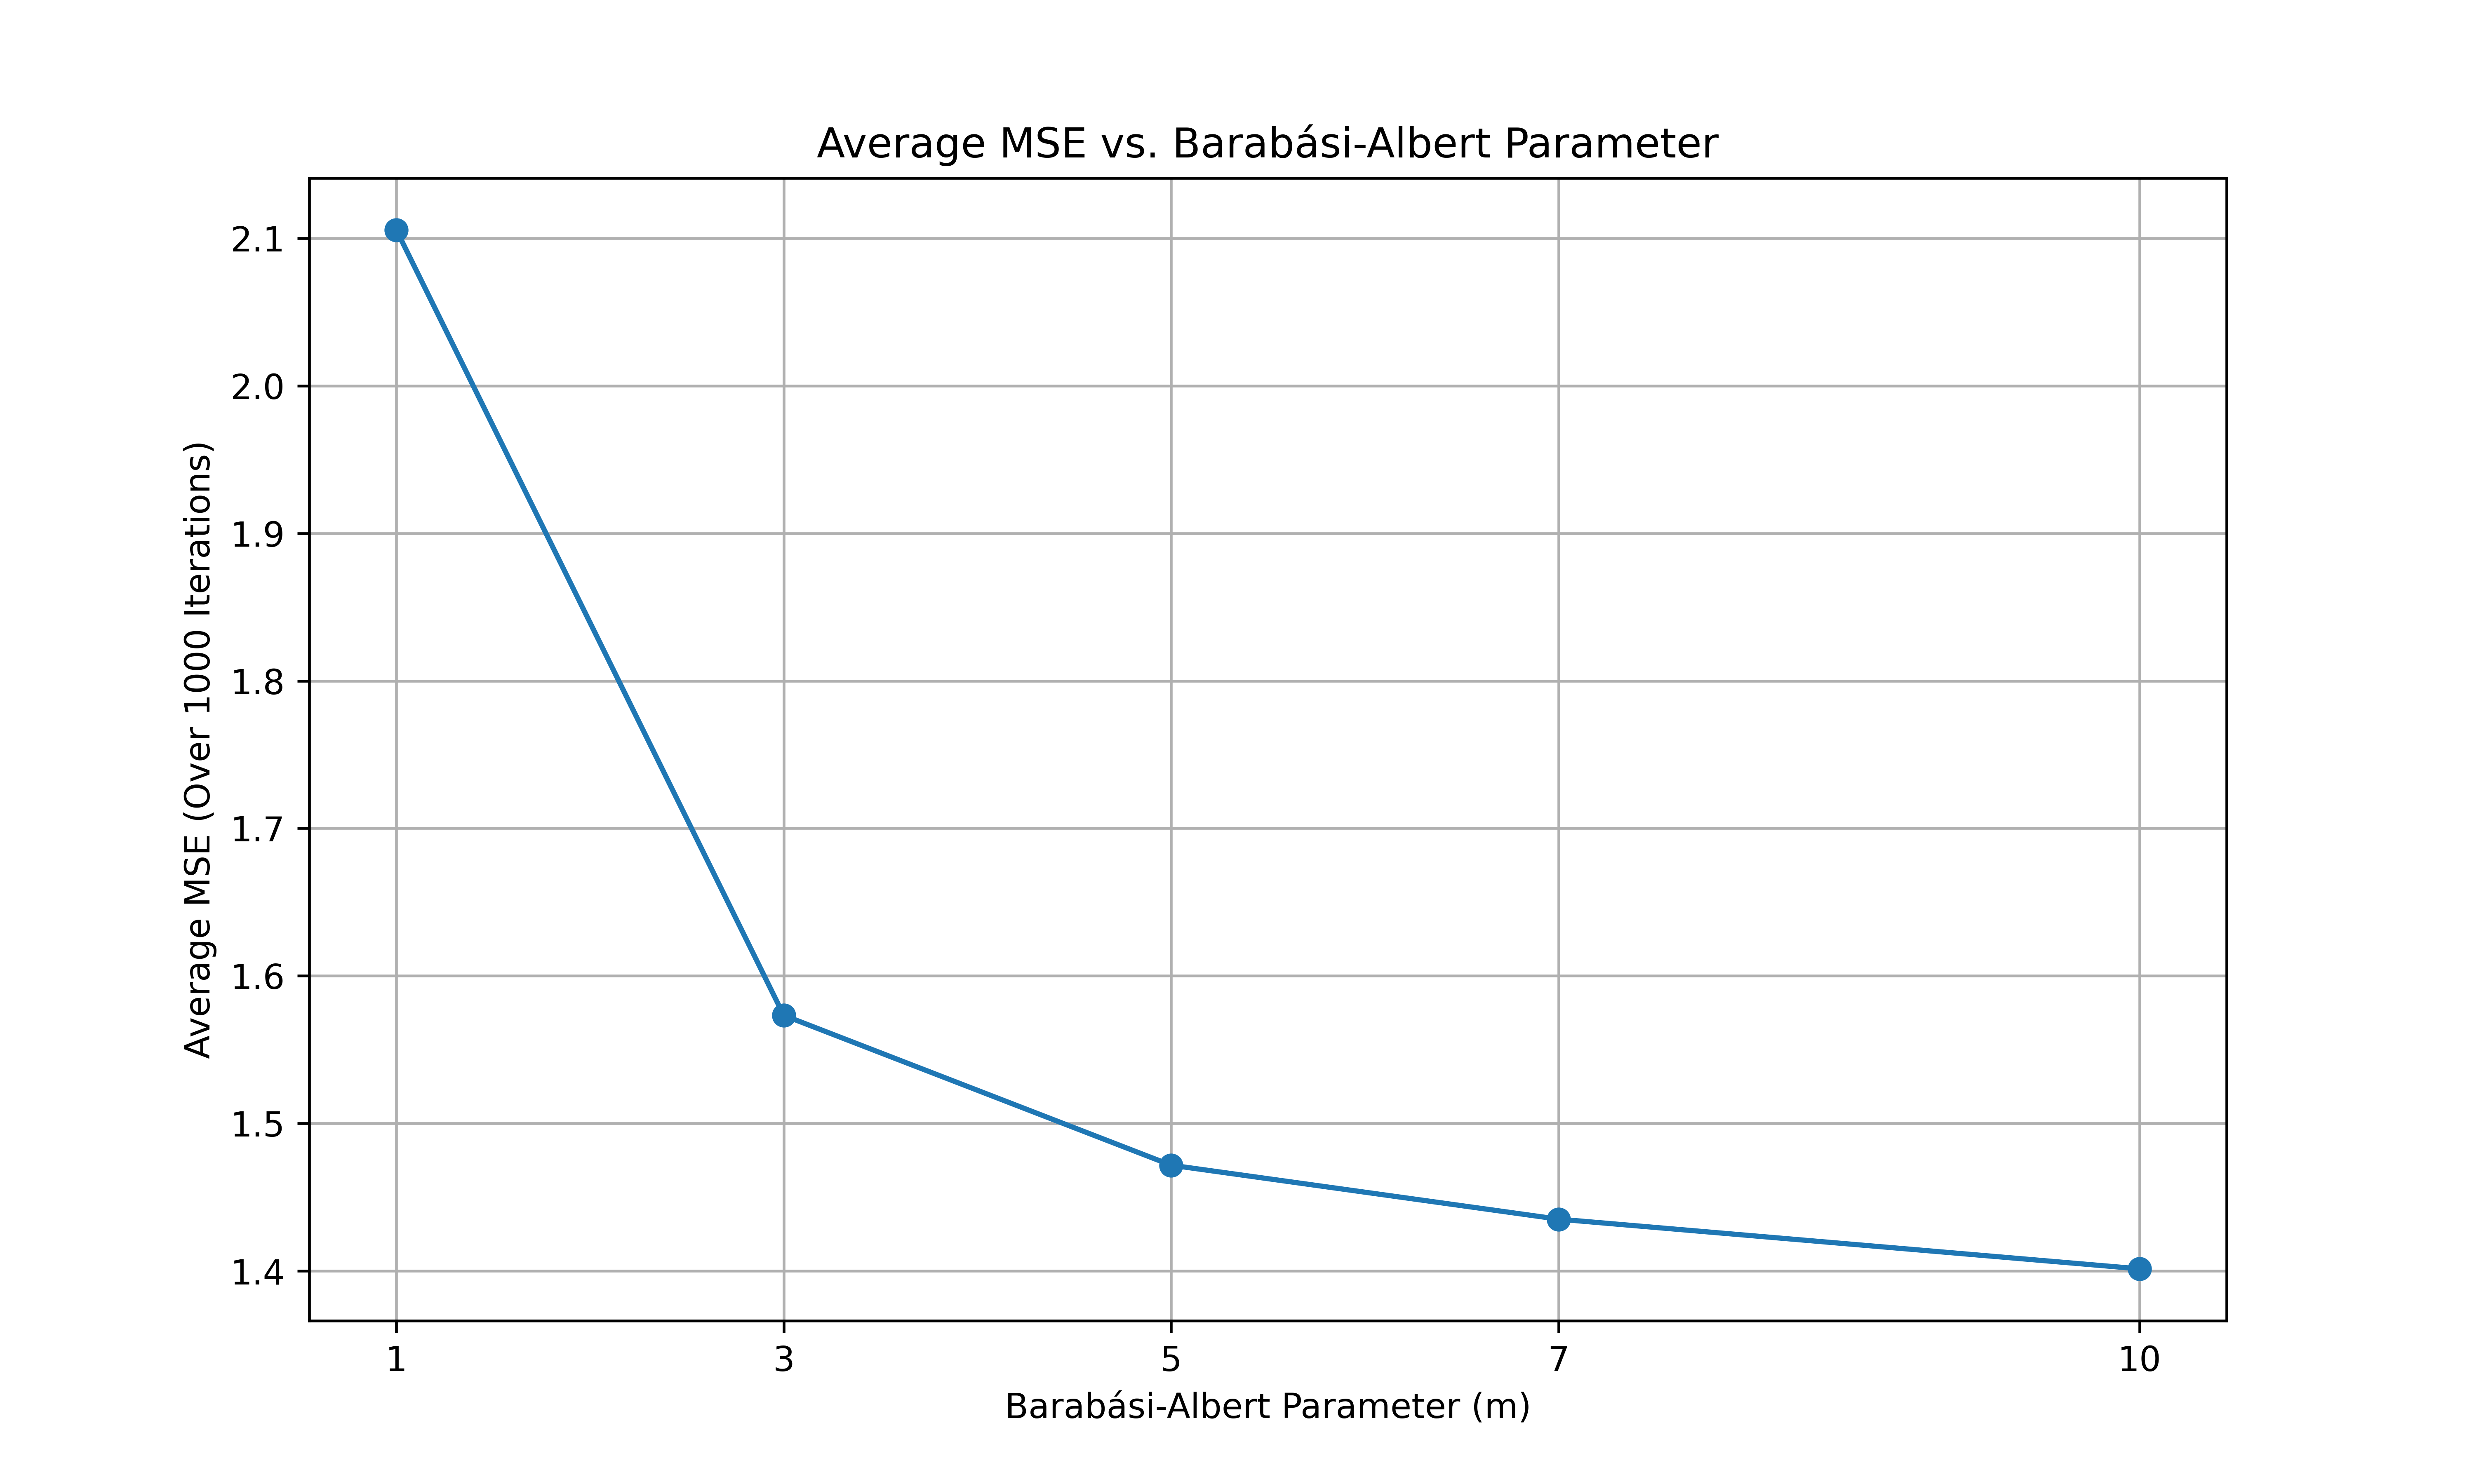 Average MSE vs. Barabási-Albert Parameter
Average MSE (Over 1000 Iterations)
2.1
2.0
1.9
1.8
1.7
1.6
1.5
1.4
1 3 5 7 10
Barabási-Albert Parameter (m)